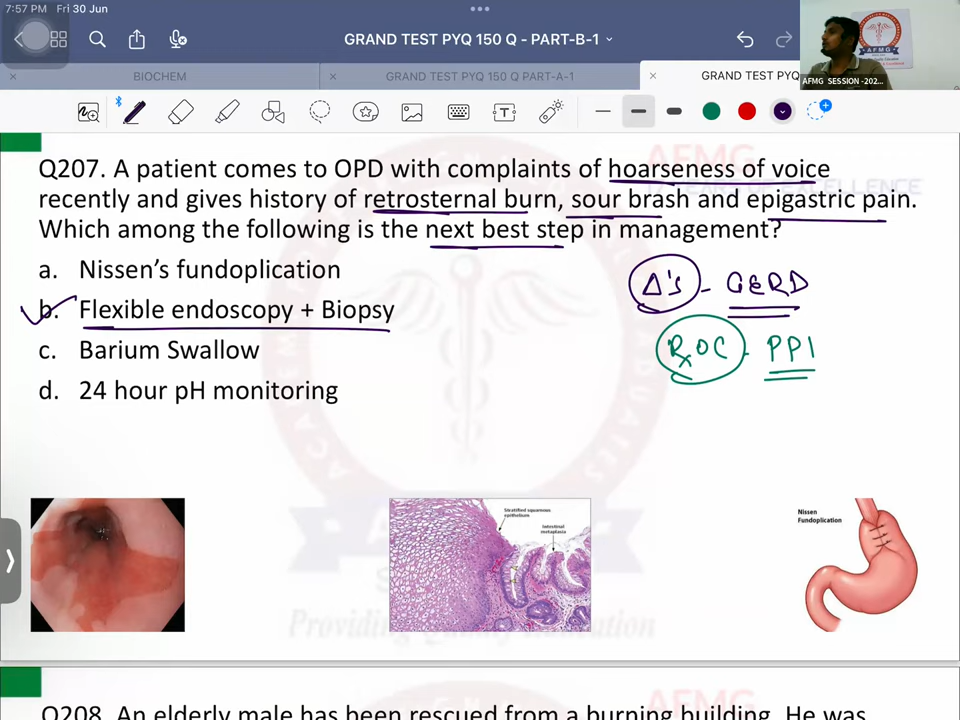 7:57 PM Fri 30 Jun
GRAND TEST PYQ 150 Q - PART-B-1
AFMG
AFMG SESSION -202...
BIOCHEM
GRAND TEST PYQ 150 Q PART-A-1
GRAND TEST PYQ
AFMG
Q207. A patient comes to OPD with complaints of hoarseness of voice
recently and gives history of retrosternal burn, sour brash and epigastric pain.
Which among the following is the next best step in management?
a. Nissen's fundoplication
b. Flexible endoscopy + Biopsy
c. Barium Swallow
d. 24 hour pH monitoring
Δ's - GERD
RxOC - PPI
Stratified squamous
epithelium
Intestinal
metaplasia
Nissen
Fundoplication
Providing Quality Education
AFMG
Q208. An elderly male has been rescued from a burning building. He was